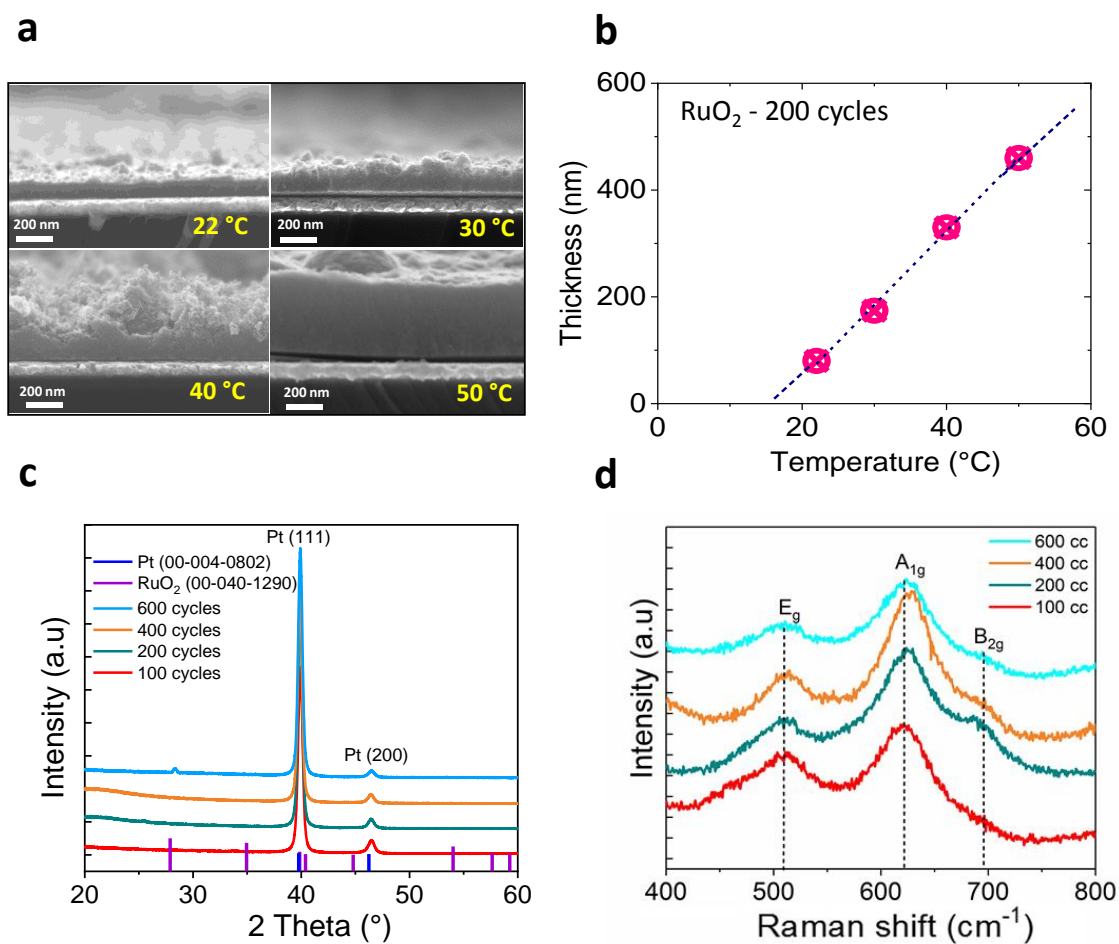 a
200 nm
22 °C
200 nm
30 °C
200 nm
40 °C
200 nm
50 °C
b
RuO2 - 200 cycles
Thickness (nm)
600
400
200
0
0 20 40 60
Temperature (°C)
c
Pt (111)
Pt (00-004-0802)
RuO2 (00-040-1290)
600 cycles
400 cycles
200 cycles
100 cycles
Pt (200)
Intensity (a.u)
20 30 40 50 60
2 Theta (°)
d
600 cc
400 cc
200 cc
100 cc
A1g
Eg
B2g
Intensity (a.u)
400 500 600 700 800
Raman shift (cm-1)